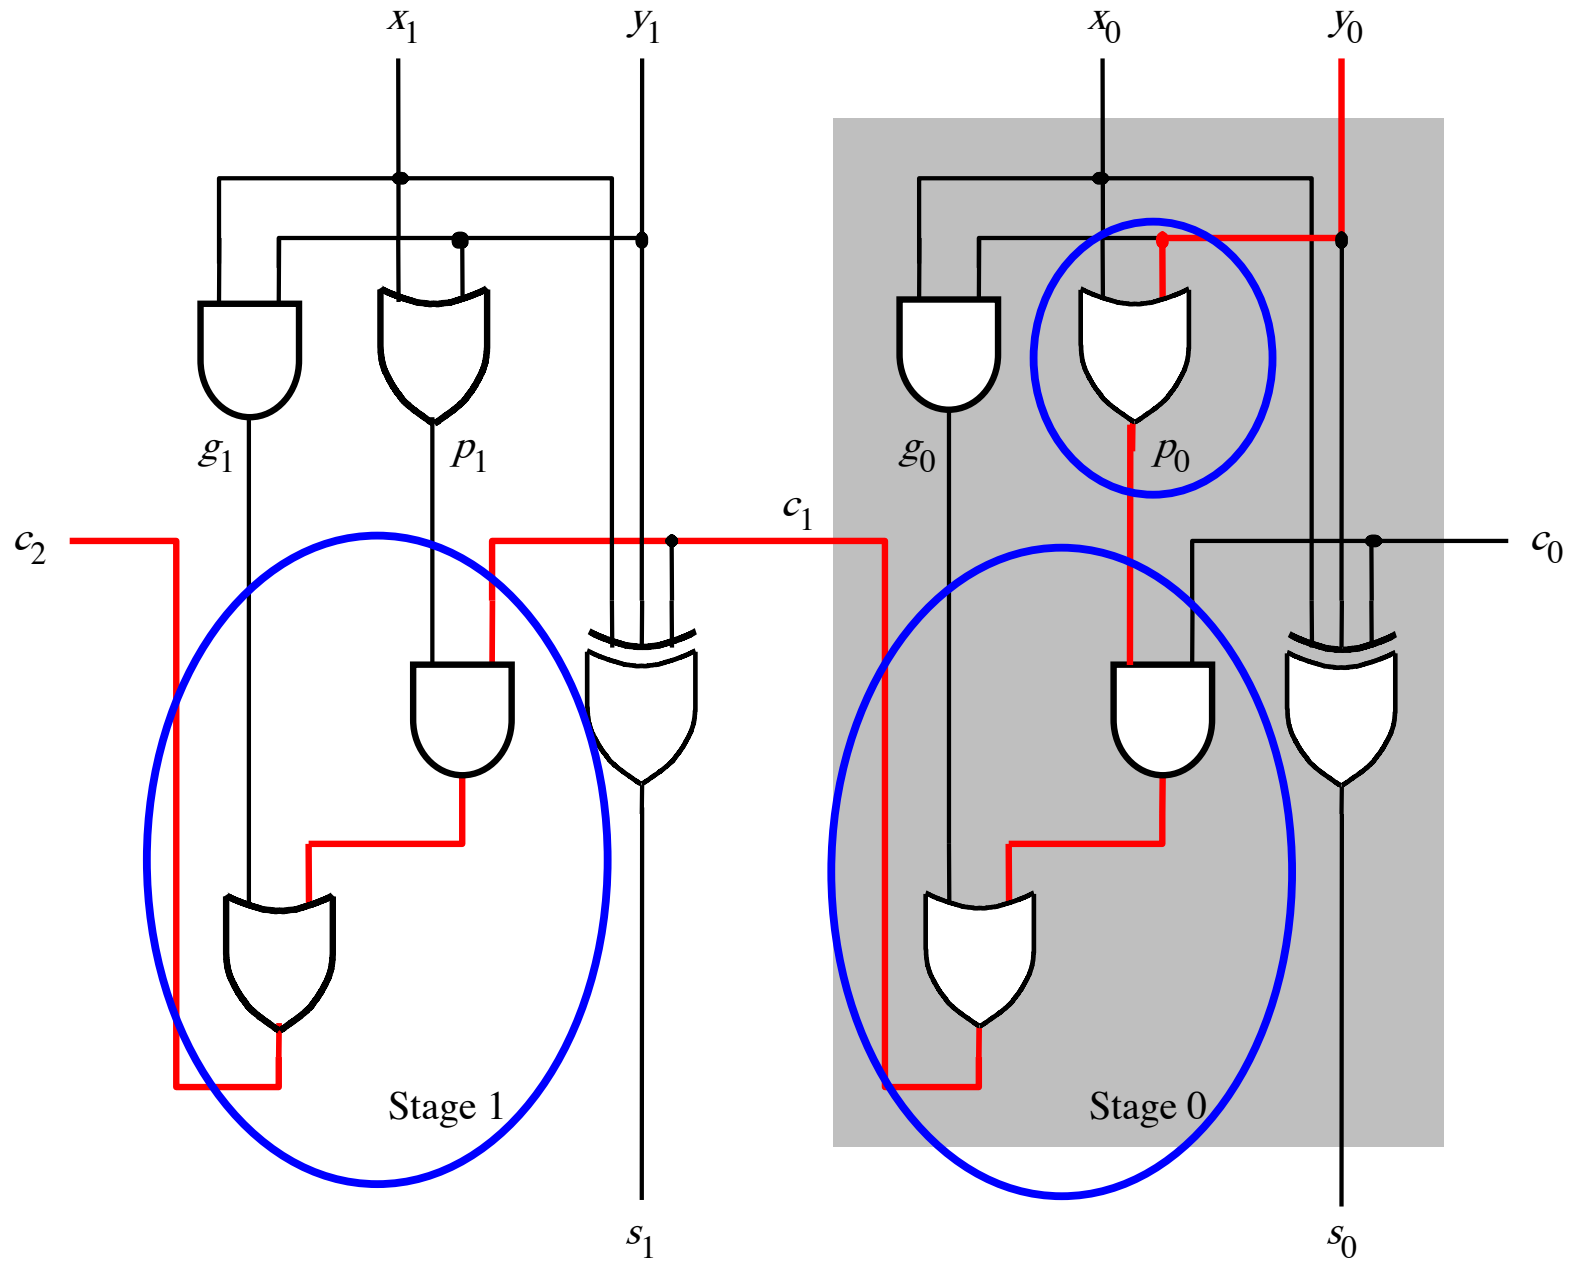 x₁ y₁ x₀ y₀
g₁ p₁ g₀ p₀
c₂ c₁ c₀
Stage 1 Stage 0
s₁ s₀